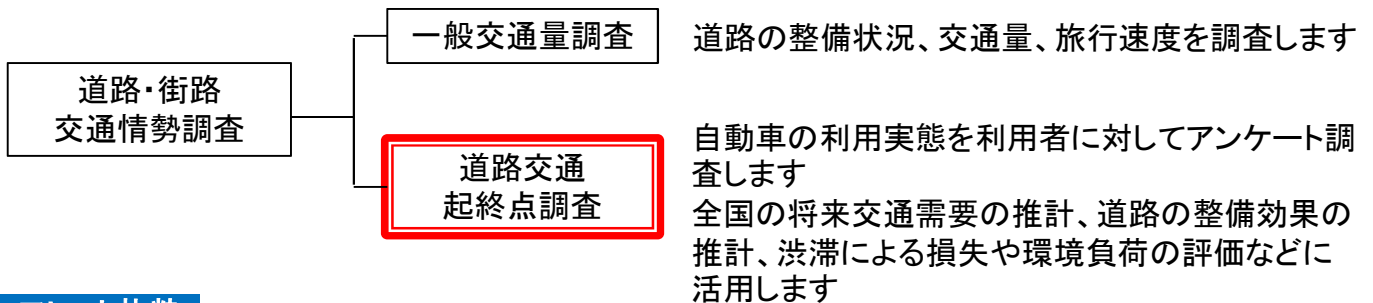 一般交通量調査
道路の整備状況、交通量、旅行速度を調査します
道路・街路
交通情勢調査
道路交通
起終点調査
自動車の利用実態を利用者に対してアンケート調
査します
全国の将来交通需要の推計、道路の整備効果の
推計、渋滞による損失や環境負荷の評価などに
活用します